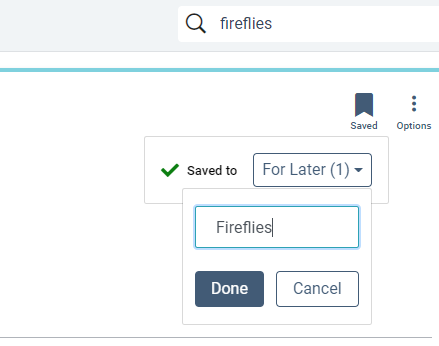 fireflies
Saved
Options
Saved to
For Later (1)
Fireflies
Done
Cancel